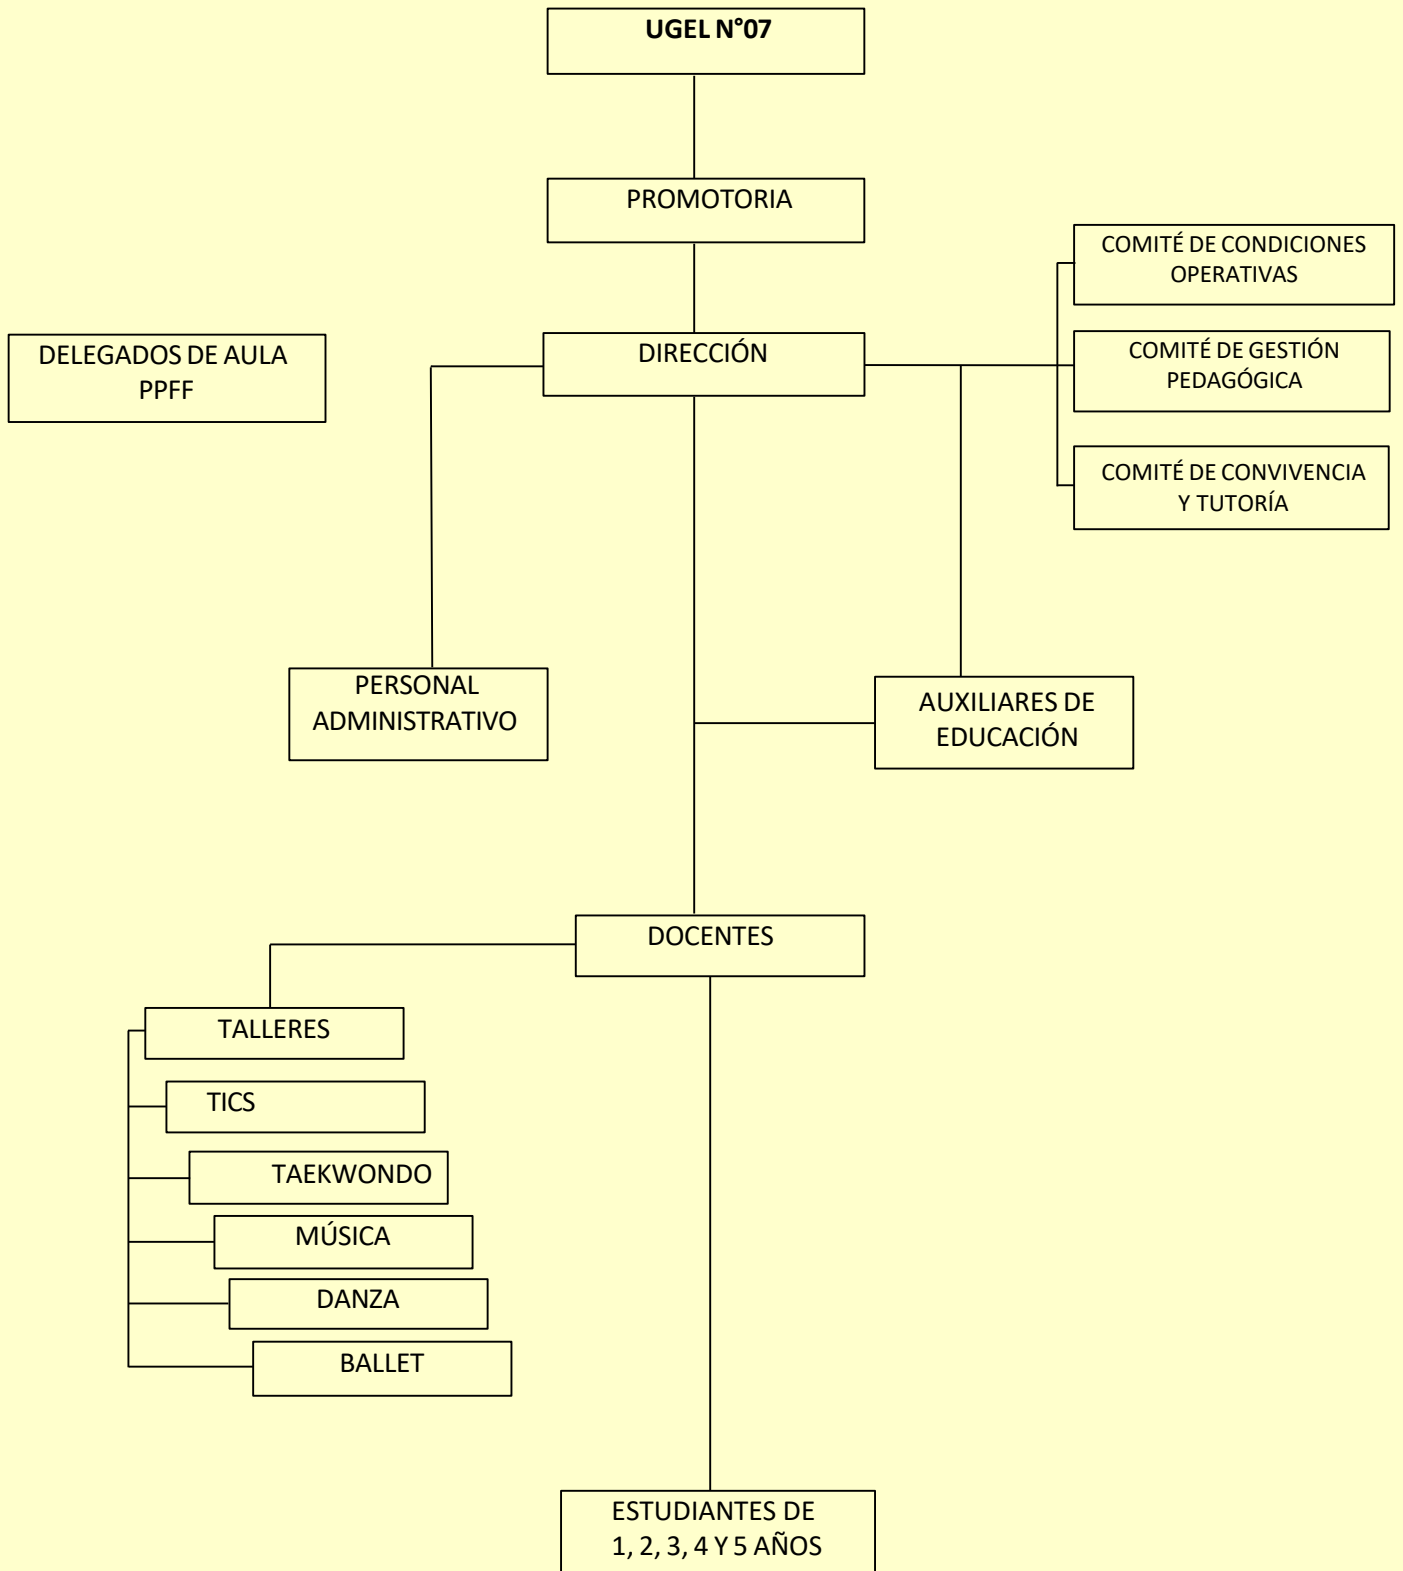 UGEL N°07
PROMOTORIA
COMITÉ DE CONDICIONES
OPERATIVAS
DELEGADOS DE AULA
PPFF
DIRECCIÓN
COMITÉ DE GESTIÓN
PEDAGÓGICA
COMITÉ DE CONVIVENCIA
Y TUTORÍA
PERSONAL
ADMINISTRATIVO
AUXILIARES DE
EDUCACIÓN
DOCENTES
TALLERES
TICS
TAEKWONDO
MÚSICA
DANZA
BALLET
ESTUDIANTES DE
1, 2, 3, 4 Y 5 AÑOS